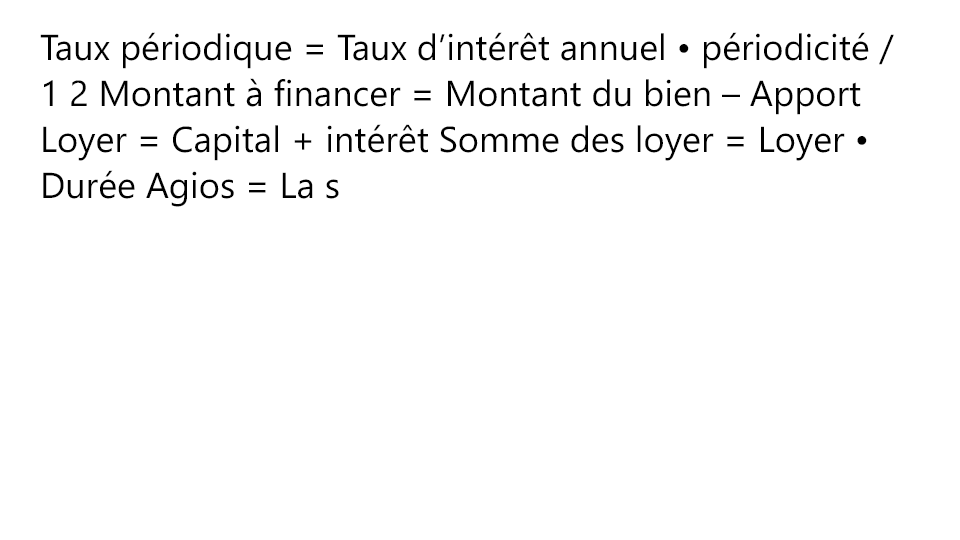 Taux périodique = Taux d’intérêt annuel • périodicité /
1 2 Montant à financer = Montant du bien – Apport
Loyer = Capital + intérêt Somme des loyer = Loyer •
Durée Agios = La s